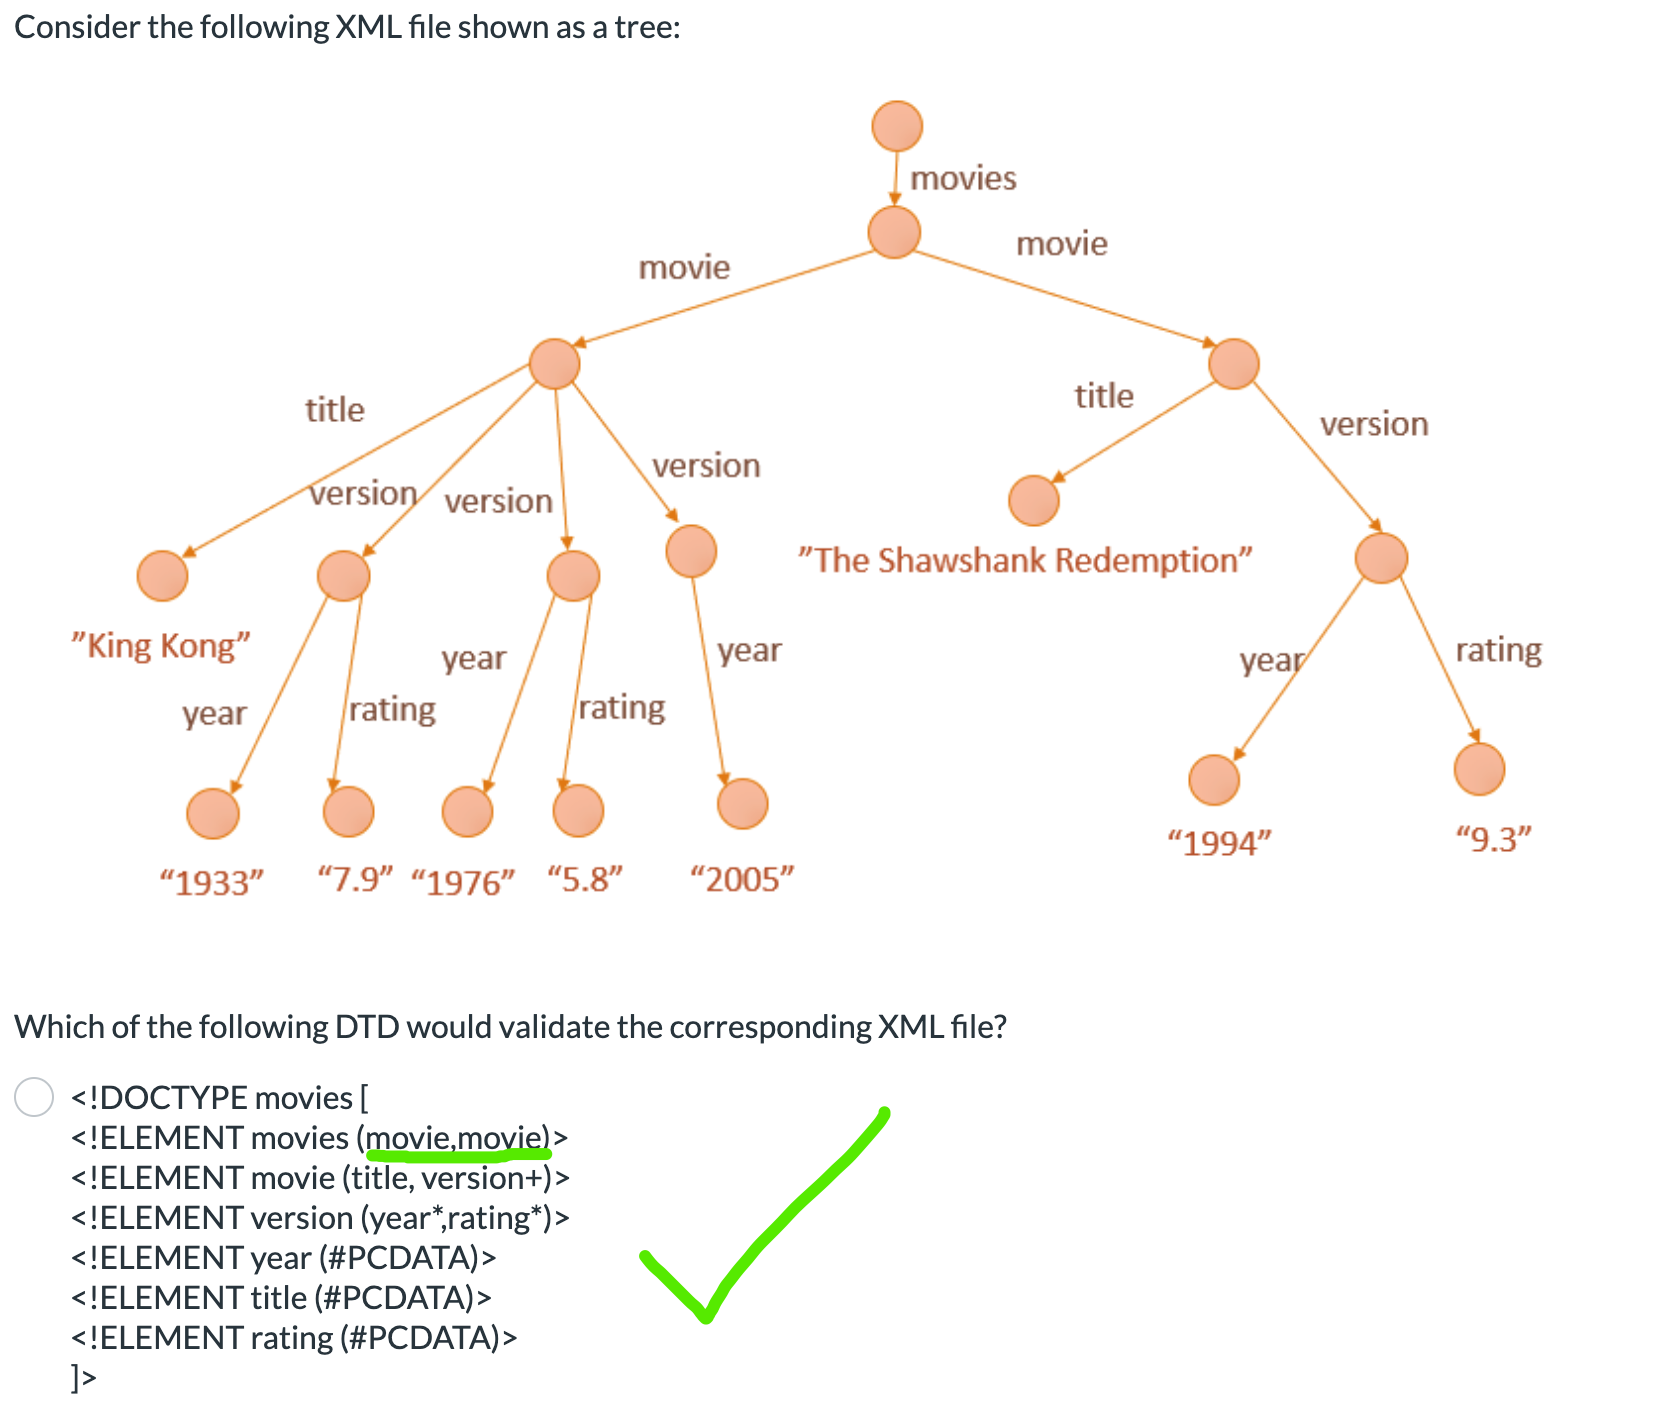 Consider the following XML file shown as a tree:
movies
movie
movie
title
version
version
version
title
version
"King Kong"
"The Shawshank Redemption"
year
rating
year
rating
year
year
rating
"1933"
"7.9"
"1976"
"5.8"
"2005"
"1994"
"9.3"
Which of the following DTD would validate the corresponding XML file?
<!DOCTYPE movies [
<!ELEMENT movies (movie,movie)>
<!ELEMENT movie (title, version+)>
<!ELEMENT version (year*,rating*)>
<!ELEMENT year (#PCDATA)>
<!ELEMENT title (#PCDATA)>
<!ELEMENT rating (#PCDATA)>
]>